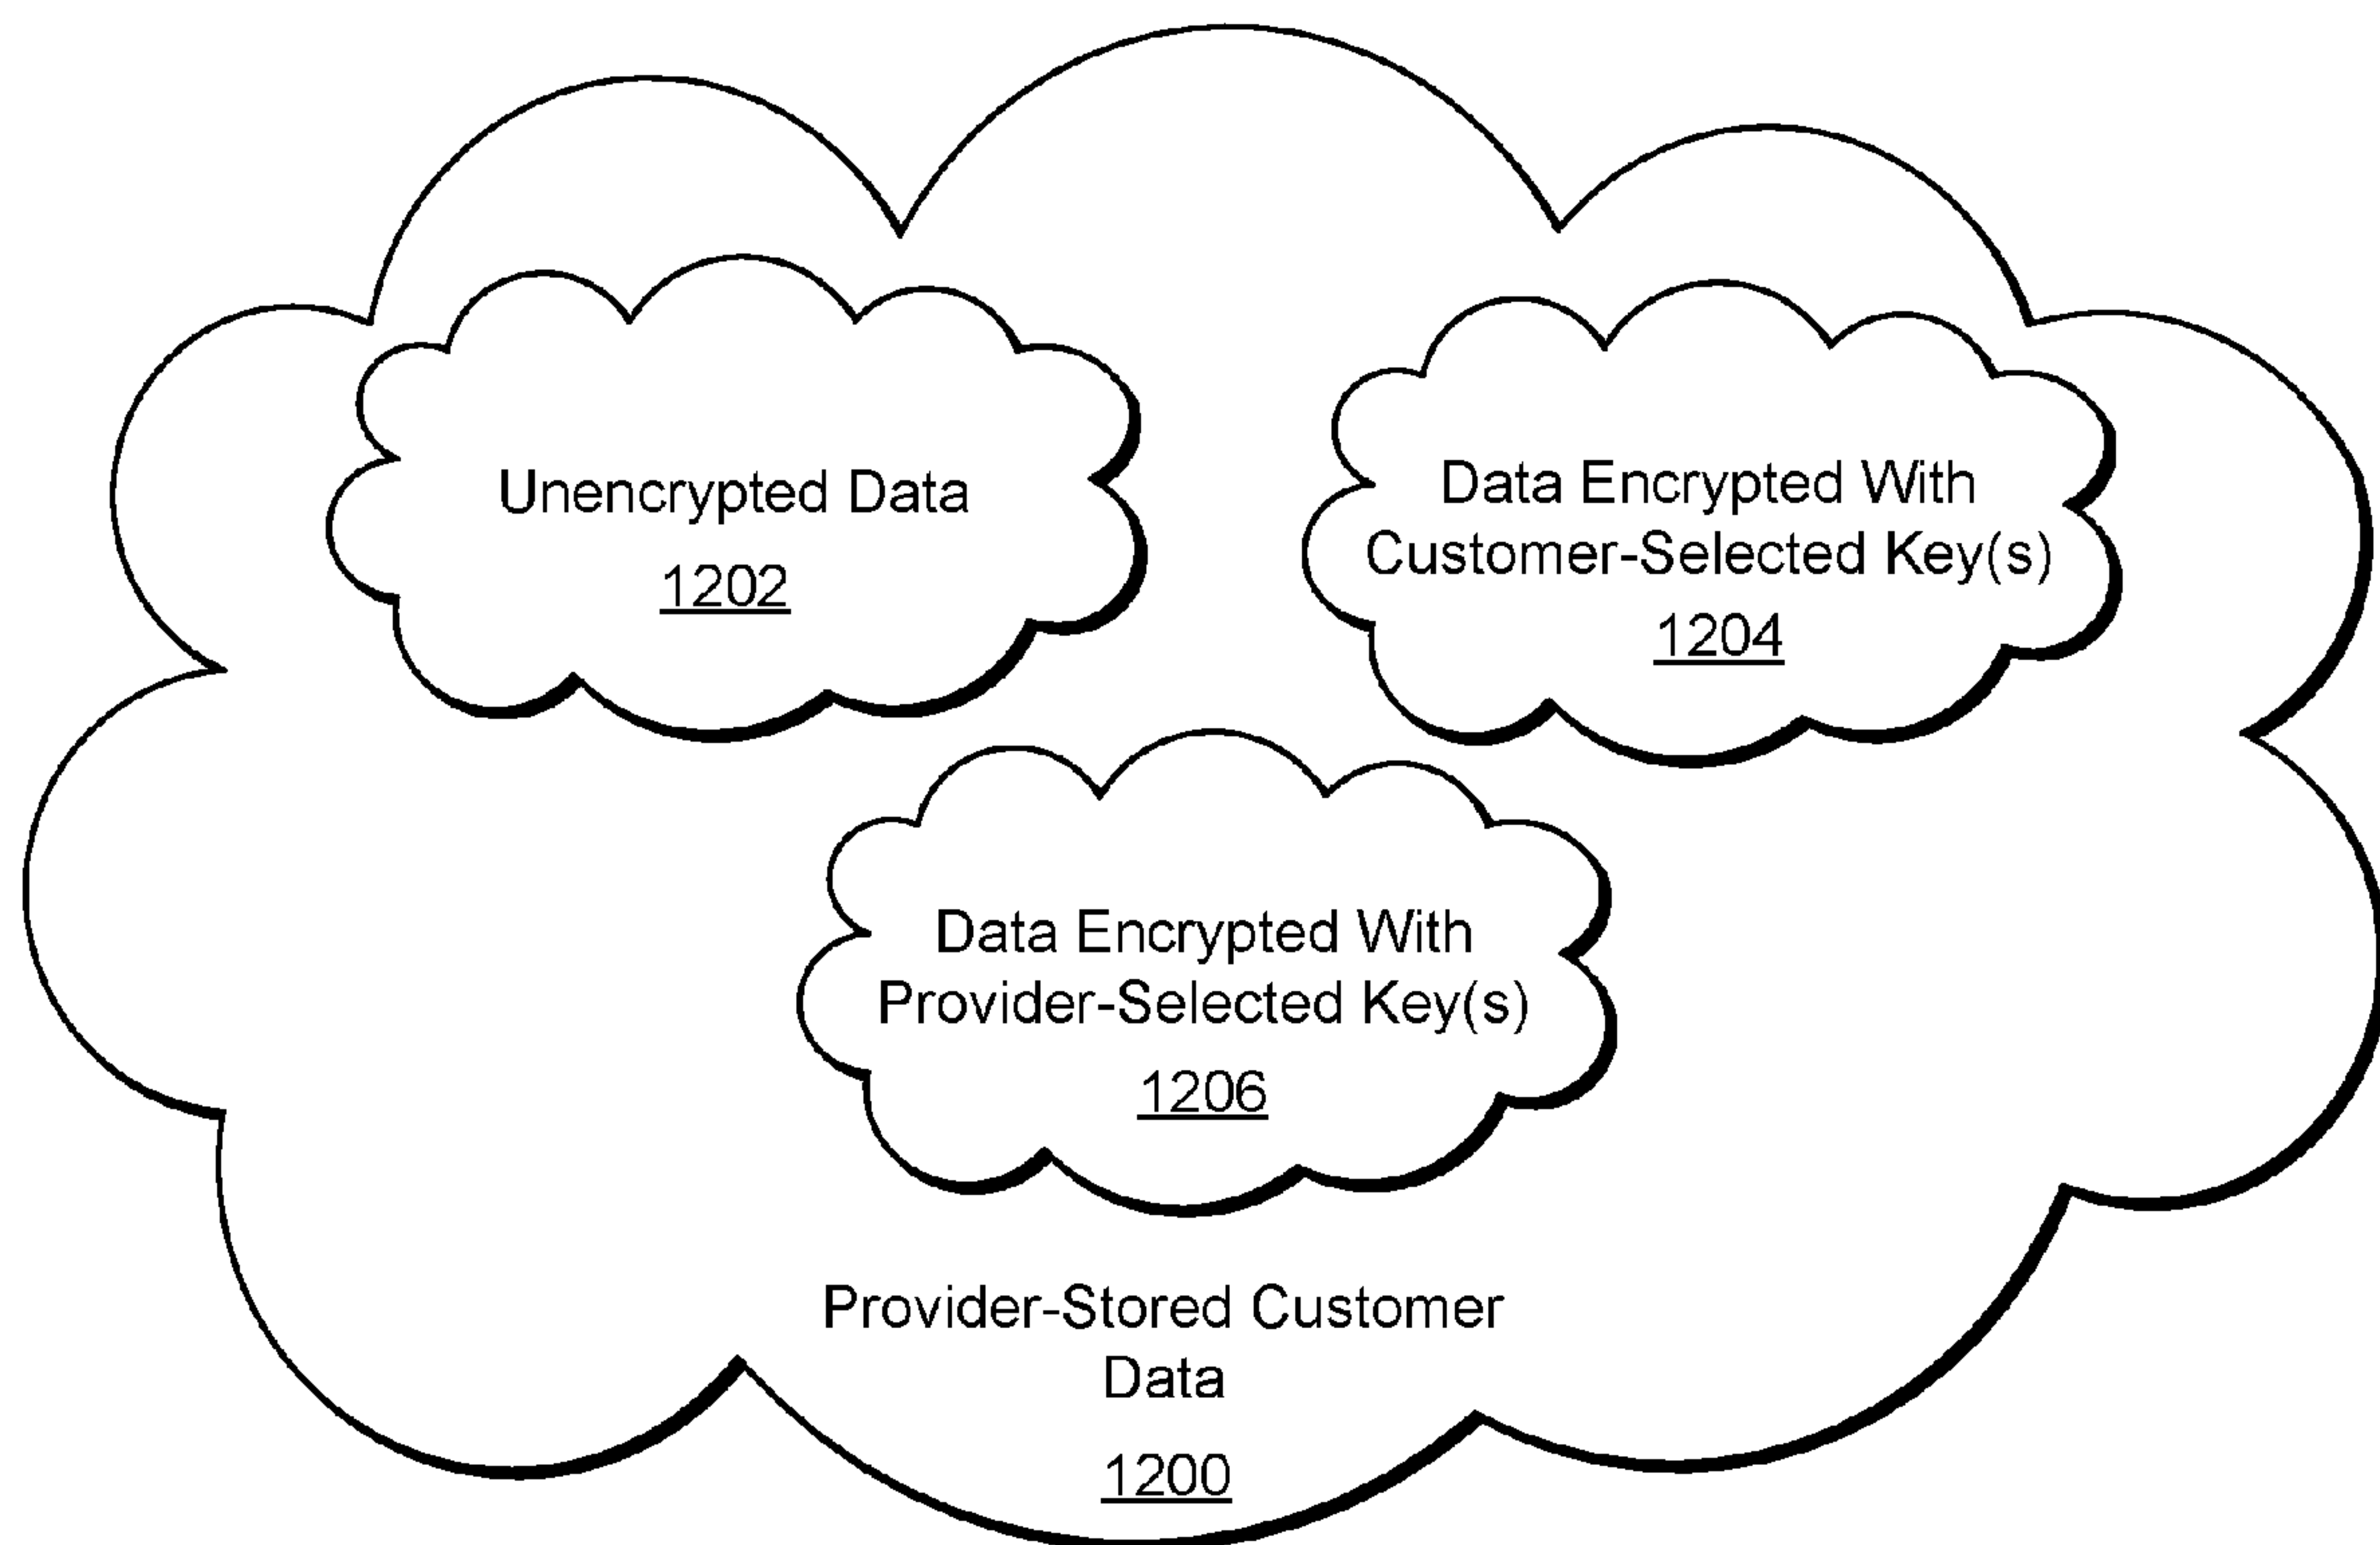 Unencrypted Data
1202
Data Encrypted With
Customer-Selected Key(s)
1204
Data Encrypted With
Provider-Selected Key(s)
1206
Provider-Stored Customer
Data
1200